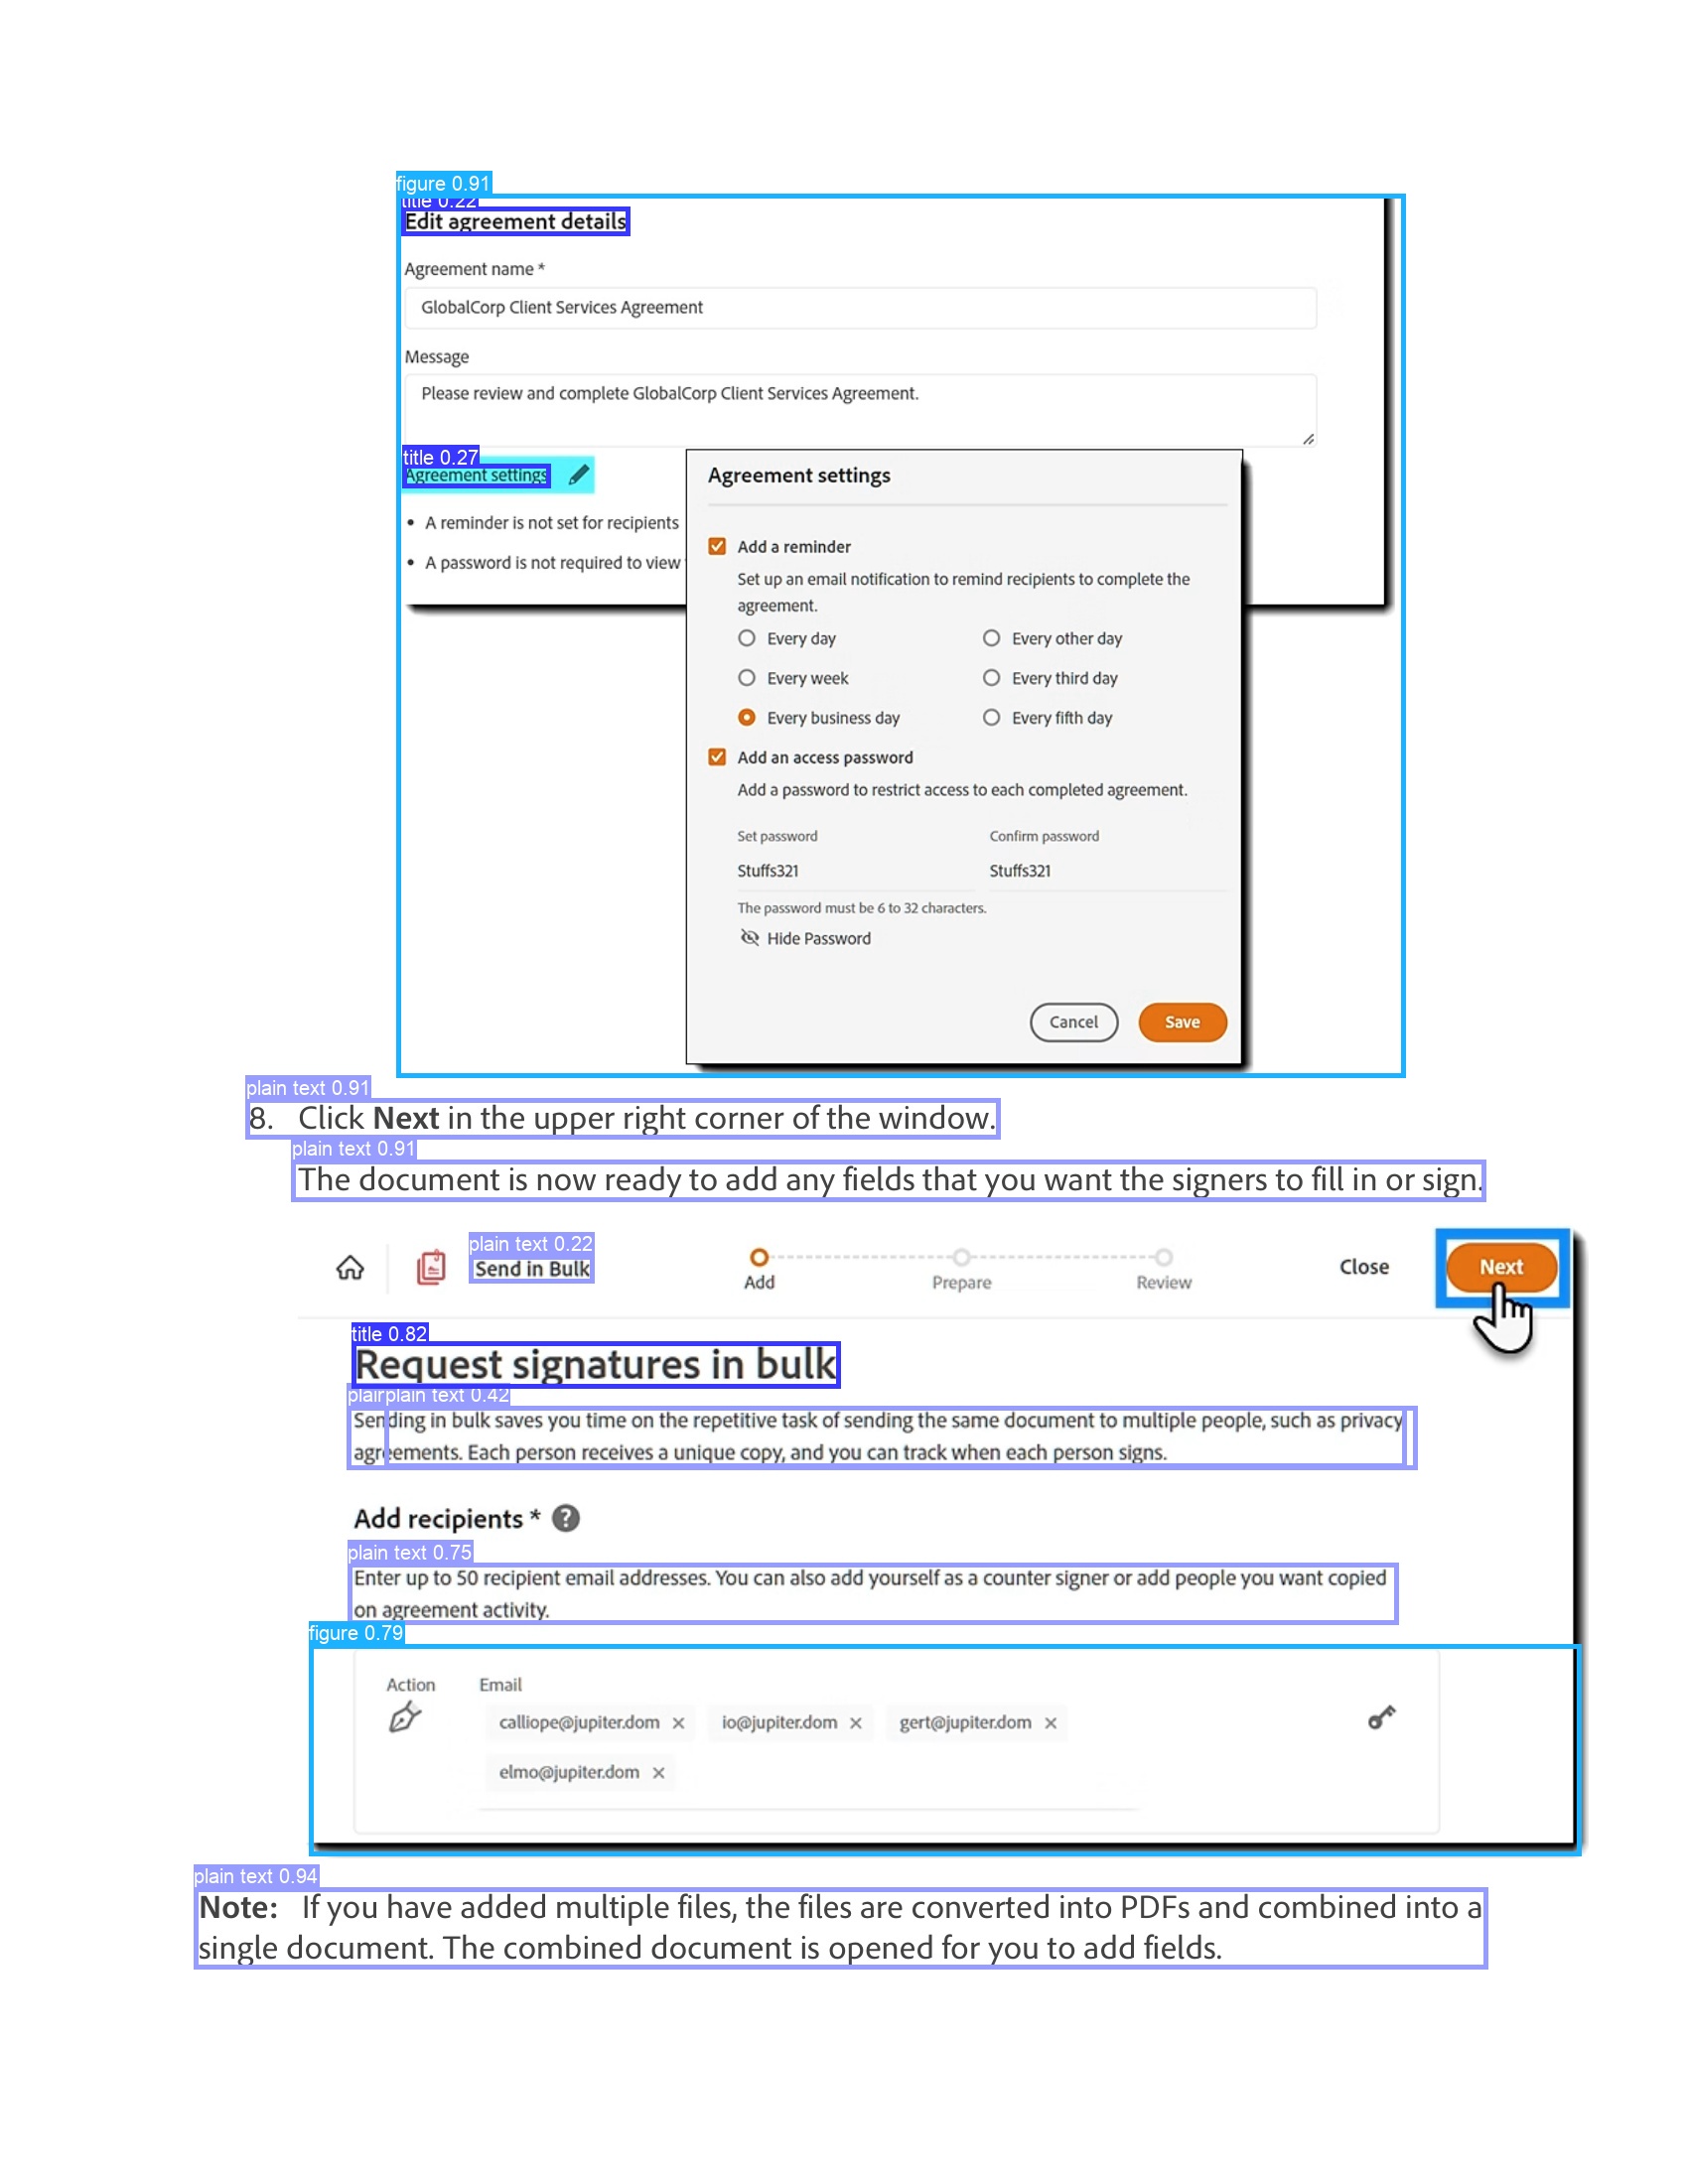 figure 0.91
title 0.22
Edit agreement details
Agreement name *
GlobalCorp Client Services Agreement
Message
Please review and complete GlobalCorp Client Services Agreement.
title 0.27
Agreement settings
• A reminder is not set for recipients
• A password is not required to view
Agreement settings
Add a reminder
Set up an email notification to remind recipients to complete the
agreement.
Every day Every other day
Every week Every third day
Every business day Every fifth day
Add an access password
Add a password to restrict access to each completed agreement.
Set password Confirm password
Stuffs321 Stuffs321
The password must be 6 to 32 characters.
Hide Password
Cancel Save
plain text 0.91
8. Click Next in the upper right corner of the window.
plain text 0.91
The document is now ready to add any fields that you want the signers to fill in or sign.
plain text 0.22
Send in Bulk Add Prepare Review Close Next
title 0.82
Request signatures in bulk
plain text 0.42
Sending in bulk saves you time on the repetitive task of sending the same document to multiple people, such as privacy
agreements. Each person receives a unique copy, and you can track when each person signs.
Add recipients * ?
plain text 0.75
Enter up to 50 recipient email addresses. You can also add yourself as a counter signer or add people you want copied
on agreement activity.
figure 0.79
Action Email
calliope@jupiter.dom × io@jupiter.dom × gert@jupiter.dom ×
elmo@jupiter.dom ×
plain text 0.94
Note: If you have added multiple files, the files are converted into PDFs and combined into a
single document. The combined document is opened for you to add fields.